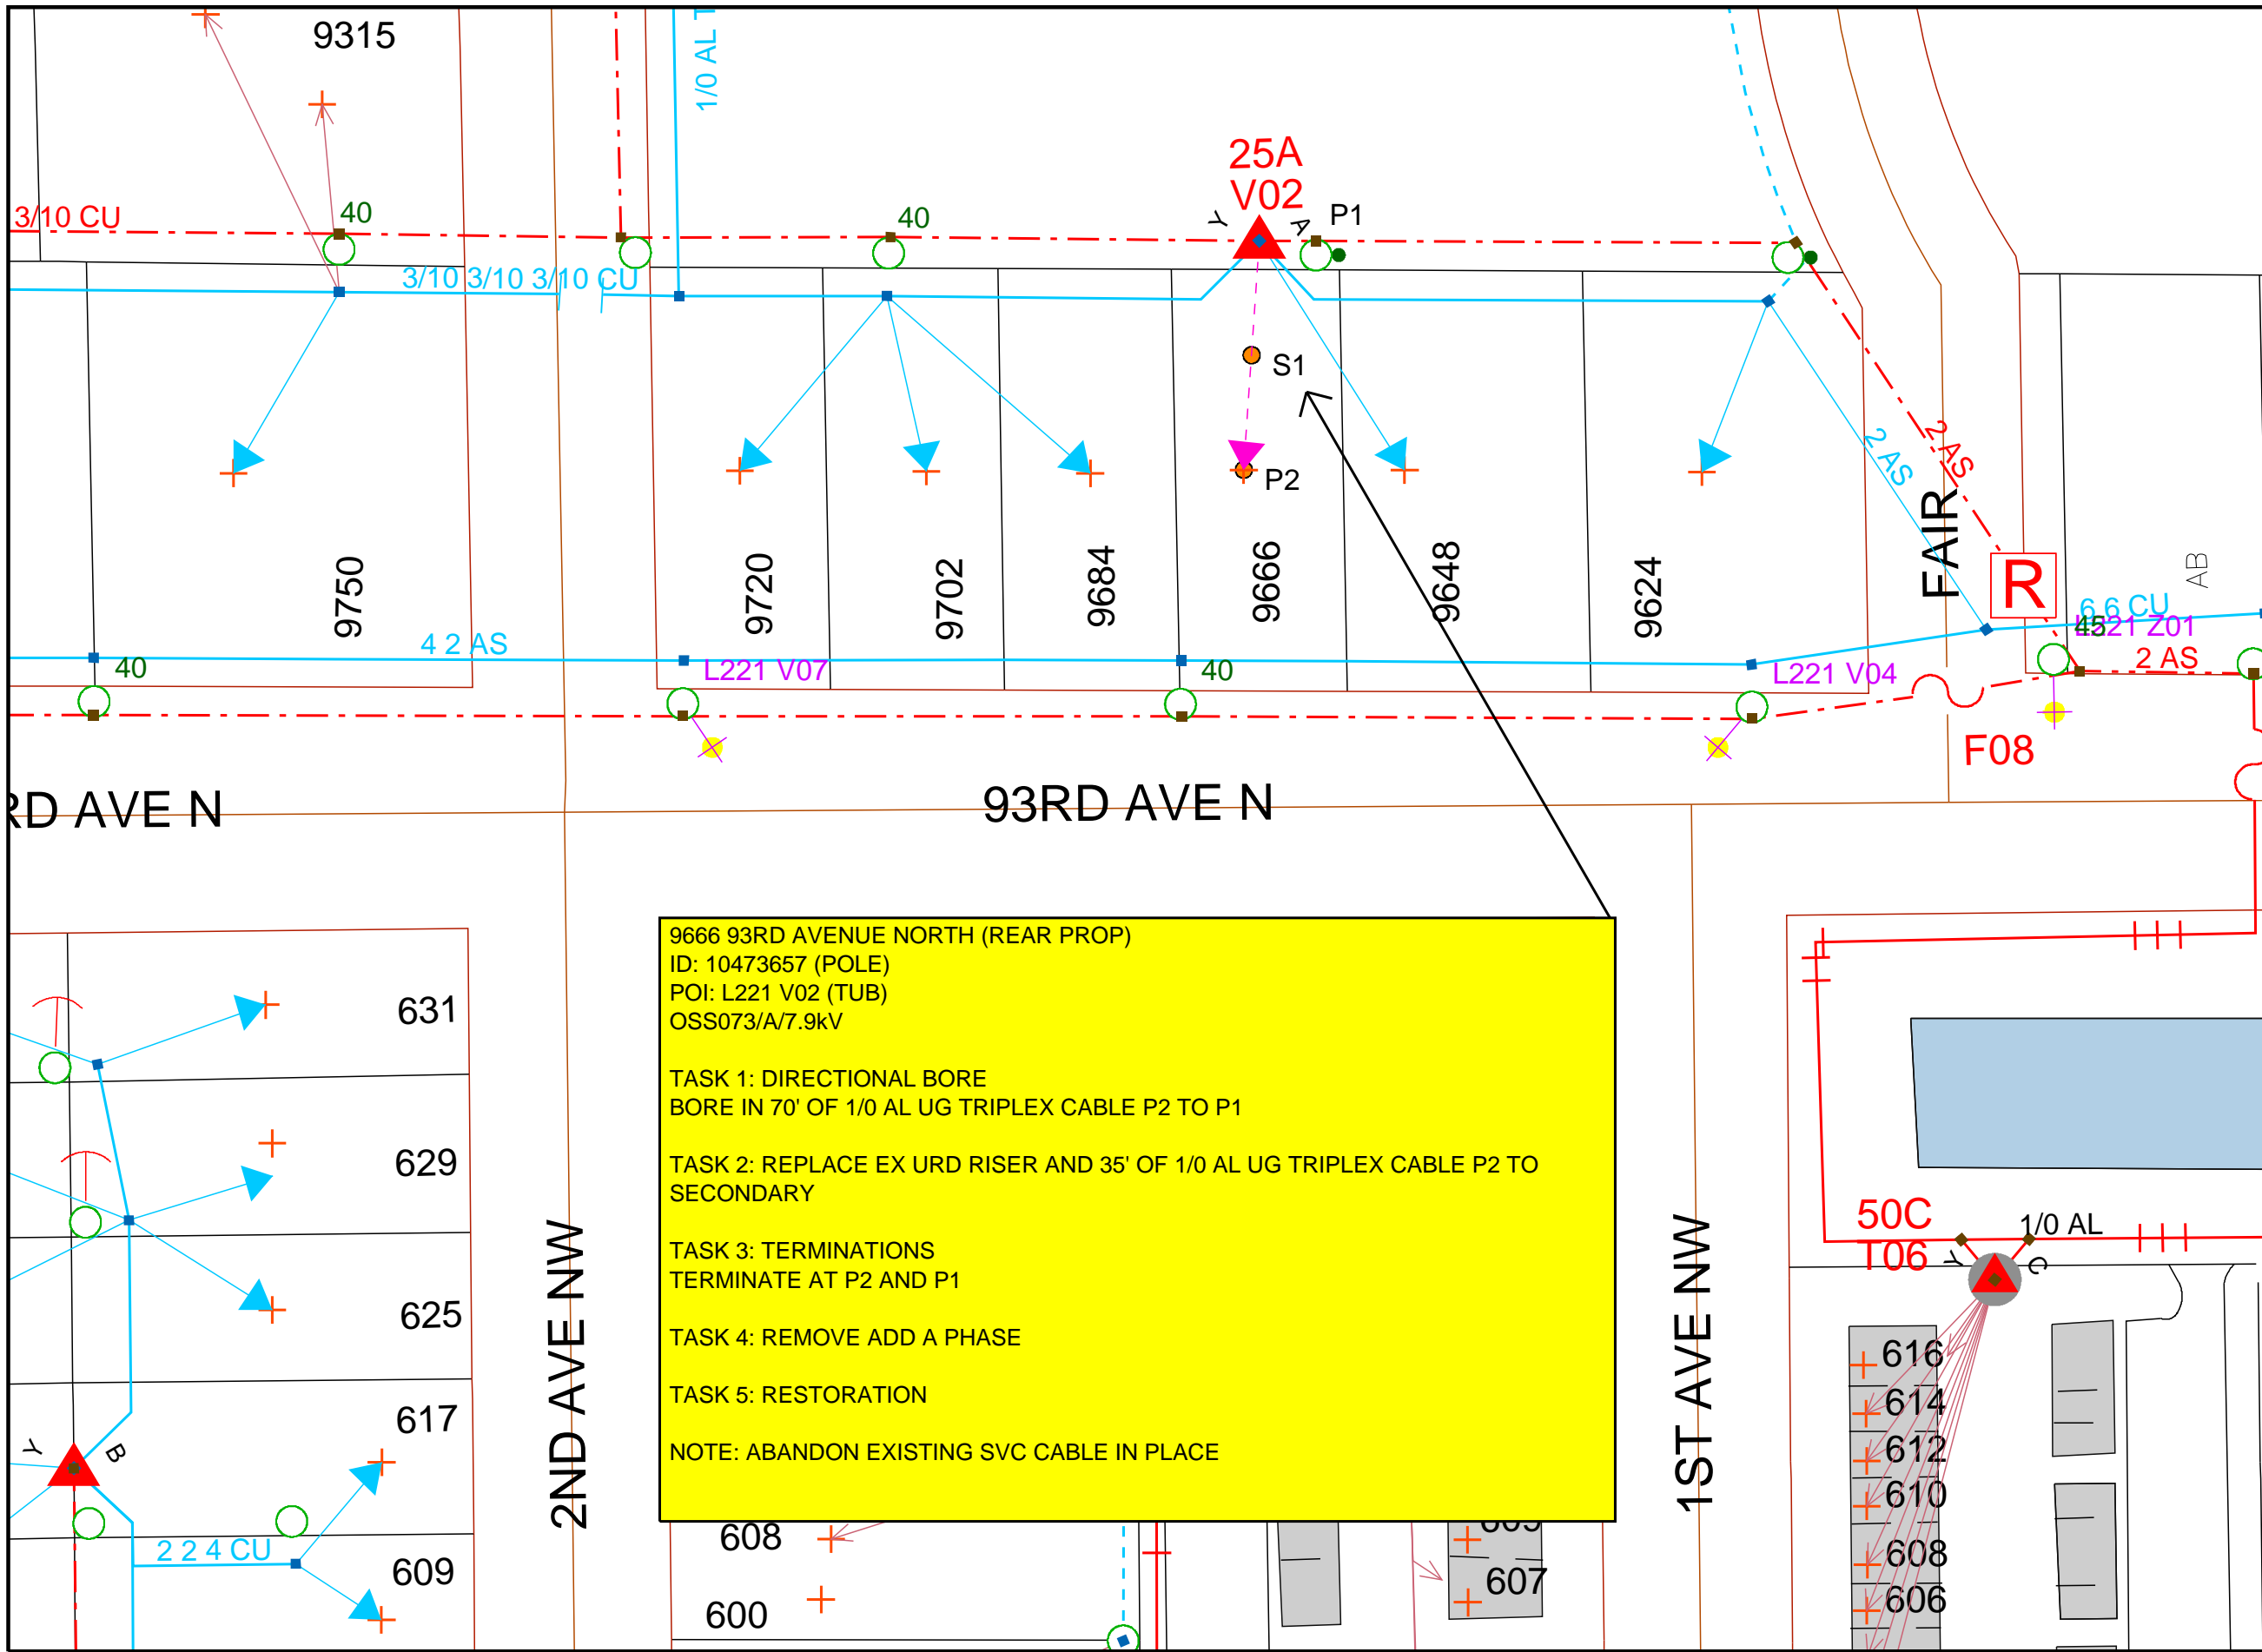 9315
1/0 AL T
25A
V02
Y
A
P1
3/10 CU
40
40
3/10 3/10 3/10 CU
S1
P2
2 AS
2 AS
FAIR
R
AB
9750
9720
9702
9684
9666
9648
9624
4 2 AS
6 6 CU
L221 Z01
45
2 AS
40
L221 V07
40
L221 V04
F08
RD AVE N
93RD AVE N
9666 93RD AVENUE NORTH (REAR PROP)
ID: 10473657 (POLE)
POI: L221 V02 (TUB)
OSS073/A/7.9kV
TASK 1: DIRECTIONAL BORE
BORE IN 70' OF 1/0 AL UG TRIPLEX CABLE P2 TO P1
TASK 2: REPLACE EX URD RISER AND 35' OF 1/0 AL UG TRIPLEX CABLE P2 TO
SECONDARY
TASK 3: TERMINATIONS
TERMINATE AT P2 AND P1
TASK 4: REMOVE ADD A PHASE
TASK 5: RESTORATION
NOTE: ABANDON EXISTING SVC CABLE IN PLACE
631
629
625
617
Y
B
2 2 4 CU
609
2ND AVE NW
1ST AVE NW
50C
T06
1/0 AL
Y
C
616
614
612
610
608
606
608
600
607